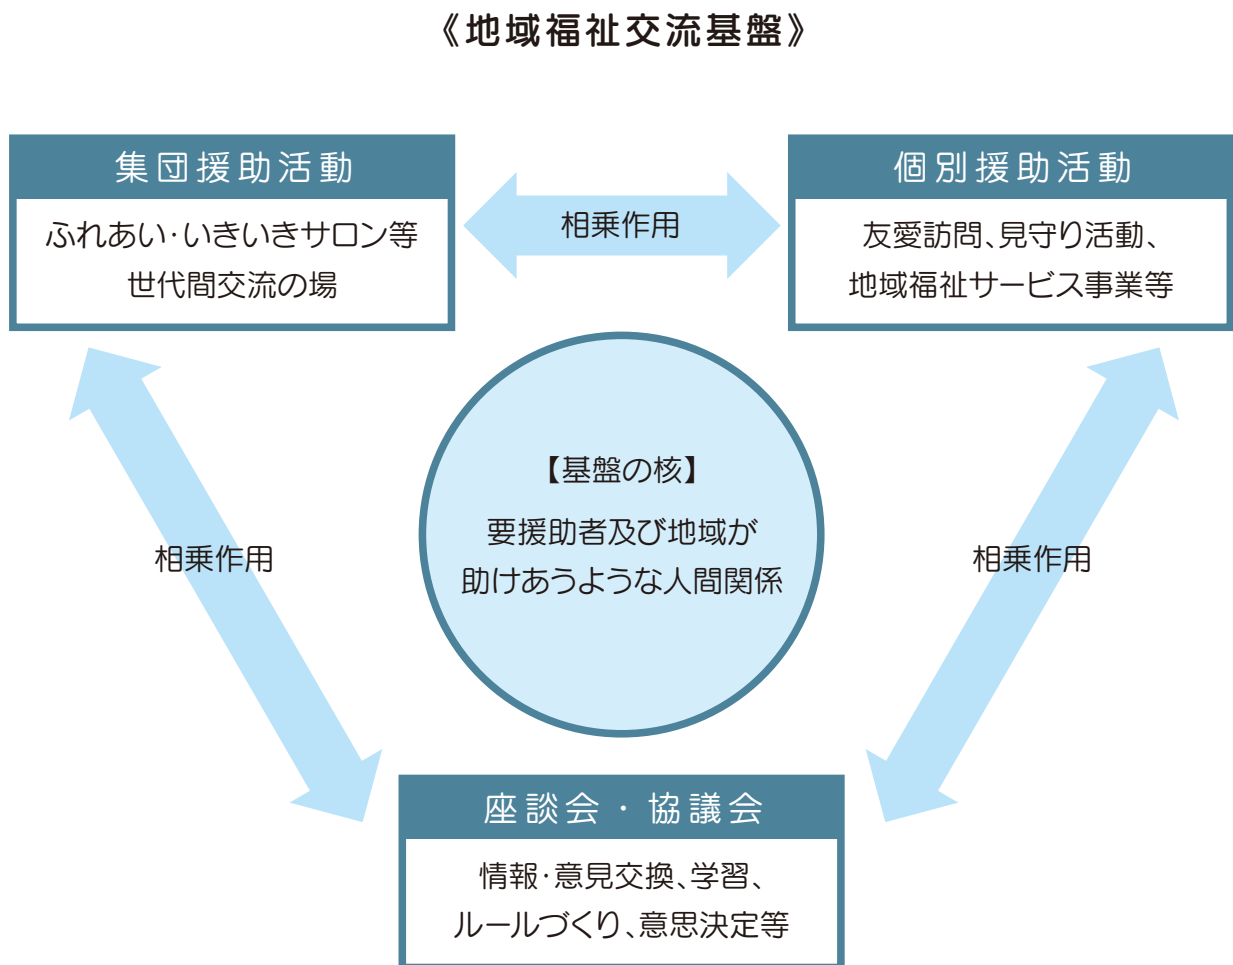 《地域福祉交流基盤》
集団援助活動
ふれあい・いきいきサロン等
世代間交流の場
相乗作用
個別援助活動
友愛訪問、見守り活動、
地域福祉サービス事業等
【基盤の核】
要援助者及び地域が
助けあうような人間関係
相乗作用
相乗作用
座談会・協議会
情報・意見交換、学習、
ルールづくり、意思決定等